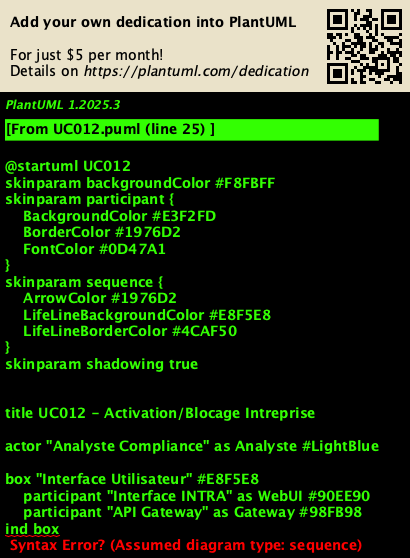 Add your own dedication into PlantUML
For just $5 per month!
Details on https://plantuml.com/dedication
PlantUML 1.2025.3
[From UC012.puml (line 25) ]
@startuml UC012
skinparam backgroundColor #F8FBFF
skinparam participant {
BackgroundColor #E3F2FD
BorderColor #1976D2
FontColor #0D47A1
}
skinparam sequence {
ArrowColor #1976D2
LifeLineBackgroundColor #E8F5E8
LifeLineBorderColor #4CAF50
}
skinparam shadowing true
title UC012 - Activation/Blocage Intreprise
actor "Analyste Compliance" as Analyste #LightBlue
box "Interface Utilisateur" #E8F5E8
participant "Interface INTRA" as WebUI #90EE90
participant "API Gateway" as Gateway #98FB98
ind box
Syntax Error? (Assumed diagram type: sequence)